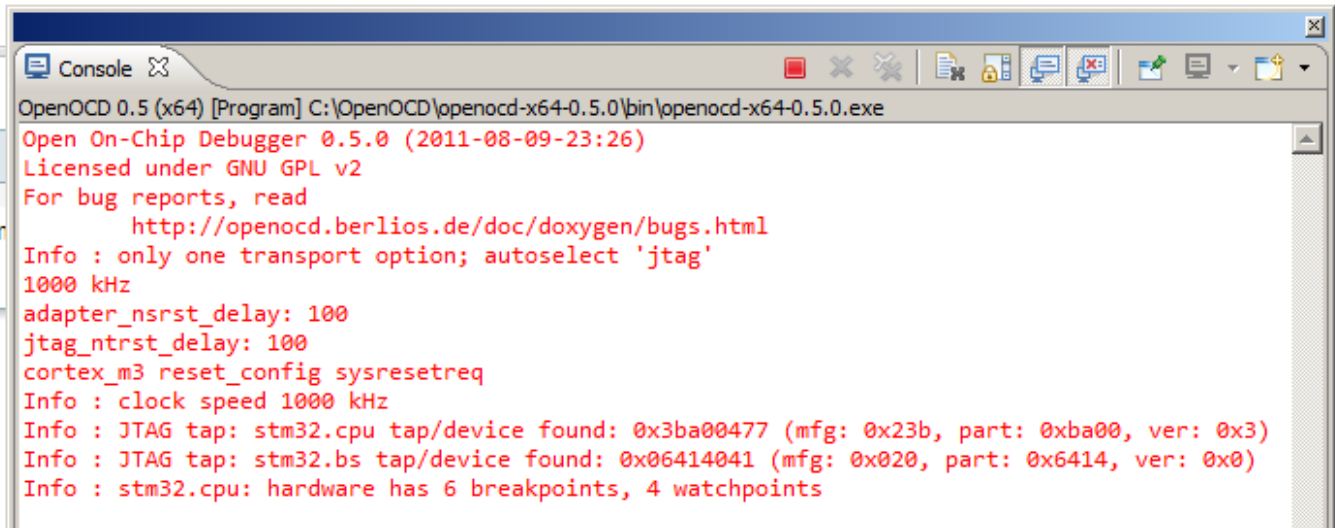 Console
OpenOCD 0.5 (x64) [Program] C:\OpenOCD\openocd-x64-0.5.0\bin\openocd-x64-0.5.0.exe
Open On-Chip Debugger 0.5.0 (2011-08-09-23:26)
Licensed under GNU GPL v2
For bug reports, read
        http://openocd.berlios.de/doc/doxygen/bugs.html
Info : only one transport option; autoselect 'jtag'
1000 kHz
adapter_nsrst_delay: 100
jtag_ntrst_delay: 100
cortex_m3 reset_config sysresetreq
Info : clock speed 1000 kHz
Info : JTAG tap: stm32.cpu tap/device found: 0x3ba00477 (mfg: 0x23b, part: 0xba00, ver: 0x3)
Info : JTAG tap: stm32.bs tap/device found: 0x06414041 (mfg: 0x020, part: 0x6414, ver: 0x0)
Info : stm32.cpu: hardware has 6 breakpoints, 4 watchpoints